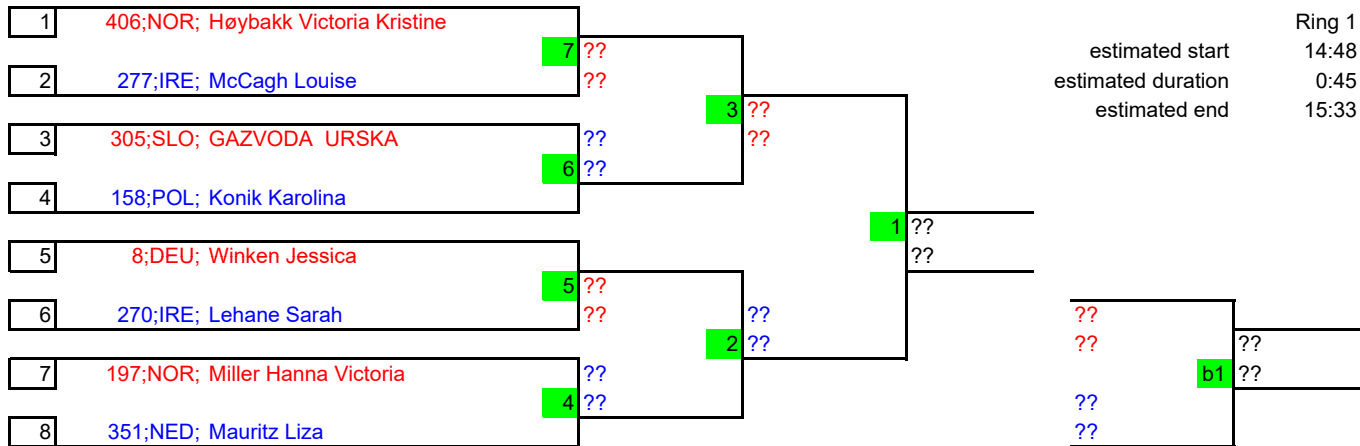 1 406;NOR; Høybakk Victoria Kristine Ring 1
7 ?? estimated start 14:48
2 277;IRE; McCagh Louise ?? estimated duration 0:45
3 ?? estimated end 15:33
3 305;SLO; GAZVODA URSKA ?? ??
6 ??
4 158;POL; Konik Karolina
1 ??
5 8;DEU; Winken Jessica ??
5 ??
6 270;IRE; Lehane Sarah ?? ?? ??
2 ?? ?? ??
7 197;NOR; Miller Hanna Victoria ?? b1 ??
4 ?? ??
8 351;NED; Mauritz Liza ??